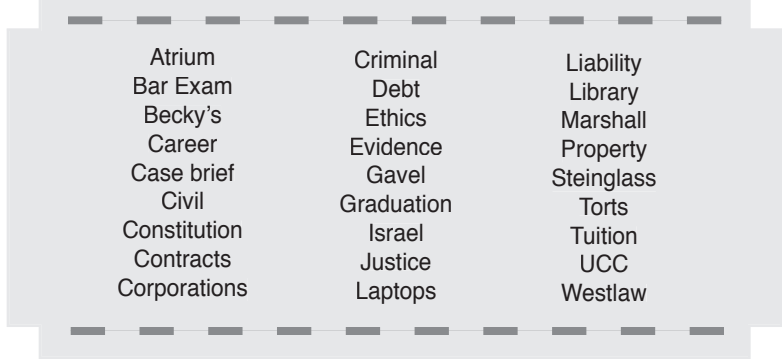 Atrium
Bar Exam
Becky's
Career
Case brief
Civil
Constitution
Contracts
Corporations
Criminal
Debt
Ethics
Evidence
Gavel
Graduation
Israel
Justice
Laptops
Liability
Library
Marshall
Property
Steinglass
Torts
Tuition
UCC
Westlaw